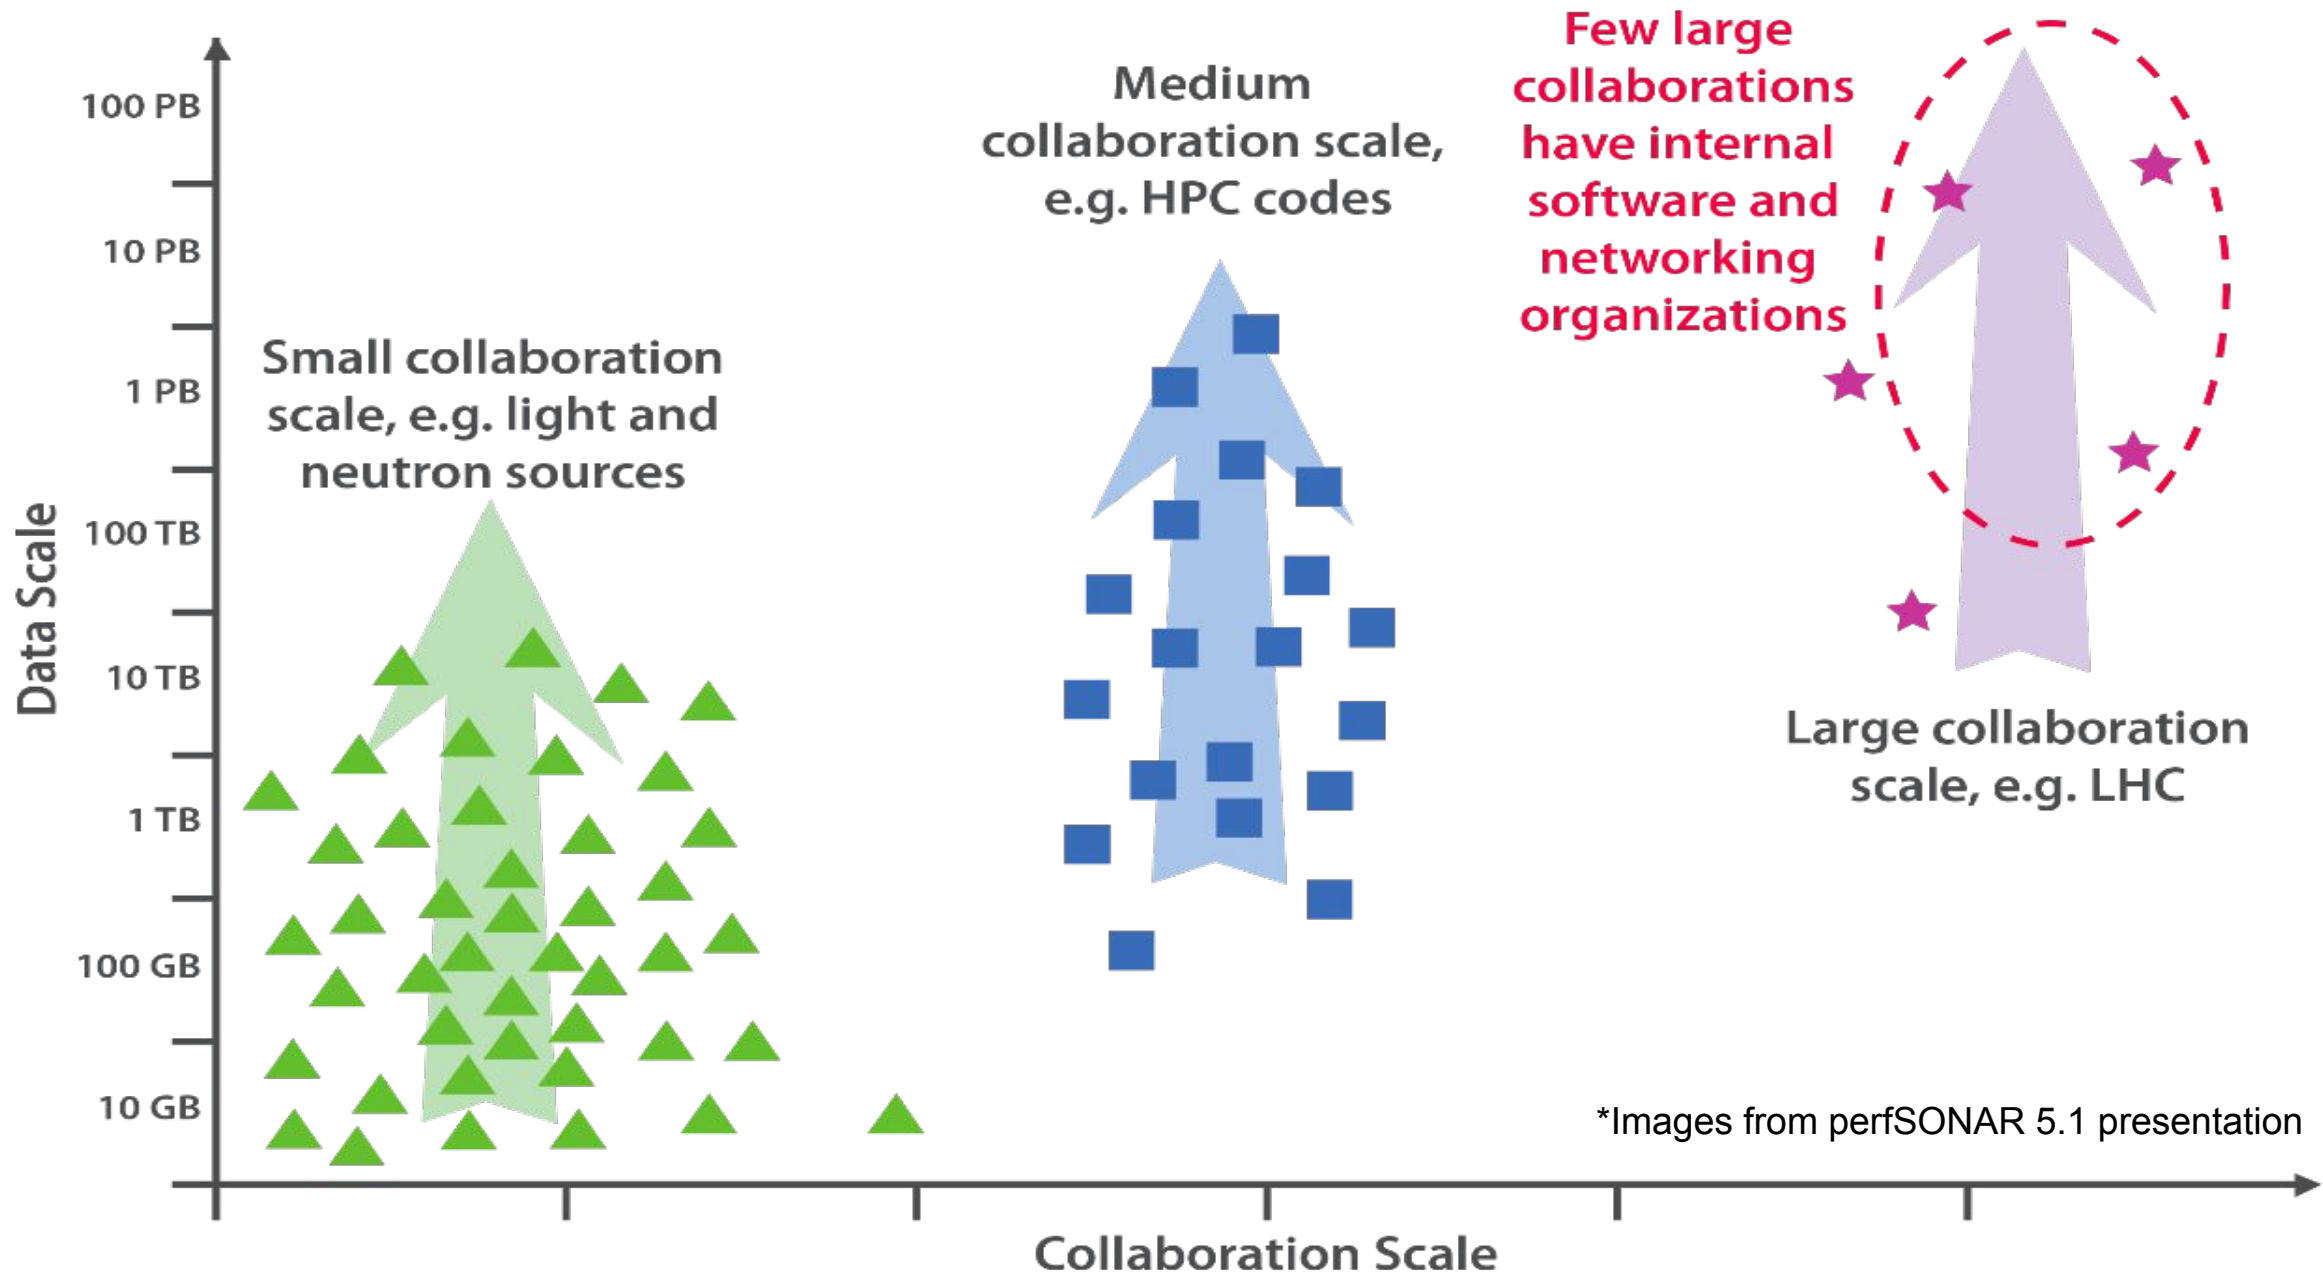 Few large
collaborations
have internal
software and
networking
organizations
Medium
collaboration scale,
e.g. HPC codes
Small collaboration
scale, e.g. light and
neutron sources
Large collaboration
scale, e.g. LHC
100 PB
10 PB
1 PB
100 TB
10 TB
1 TB
100 GB
10 GB
Data Scale
*Images from perfSONAR 5.1 presentation
Collaboration Scale